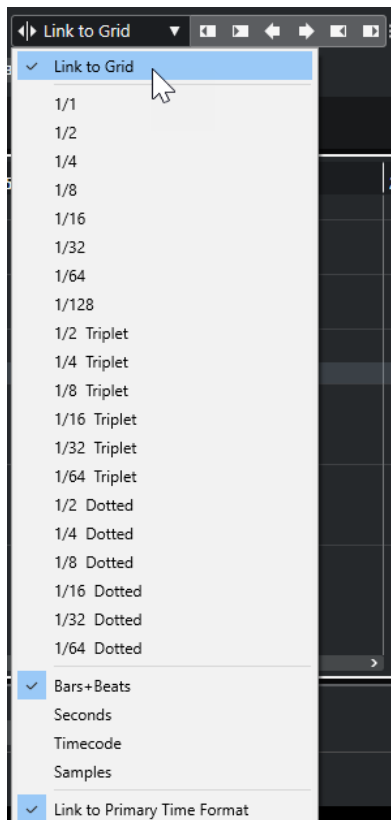 Link to Grid
Link to Grid
1/1
1/2
1/4
1/8
1/16
1/32
1/64
1/128
1/2 Triplet
1/4 Triplet
1/8 Triplet
1/16 Triplet
1/32 Triplet
1/64 Triplet
1/2 Dotted
1/4 Dotted
1/8 Dotted
1/16 Dotted
1/32 Dotted
1/64 Dotted
Bars+Beats
Seconds
Timecode
Samples
Link to Primary Time Format